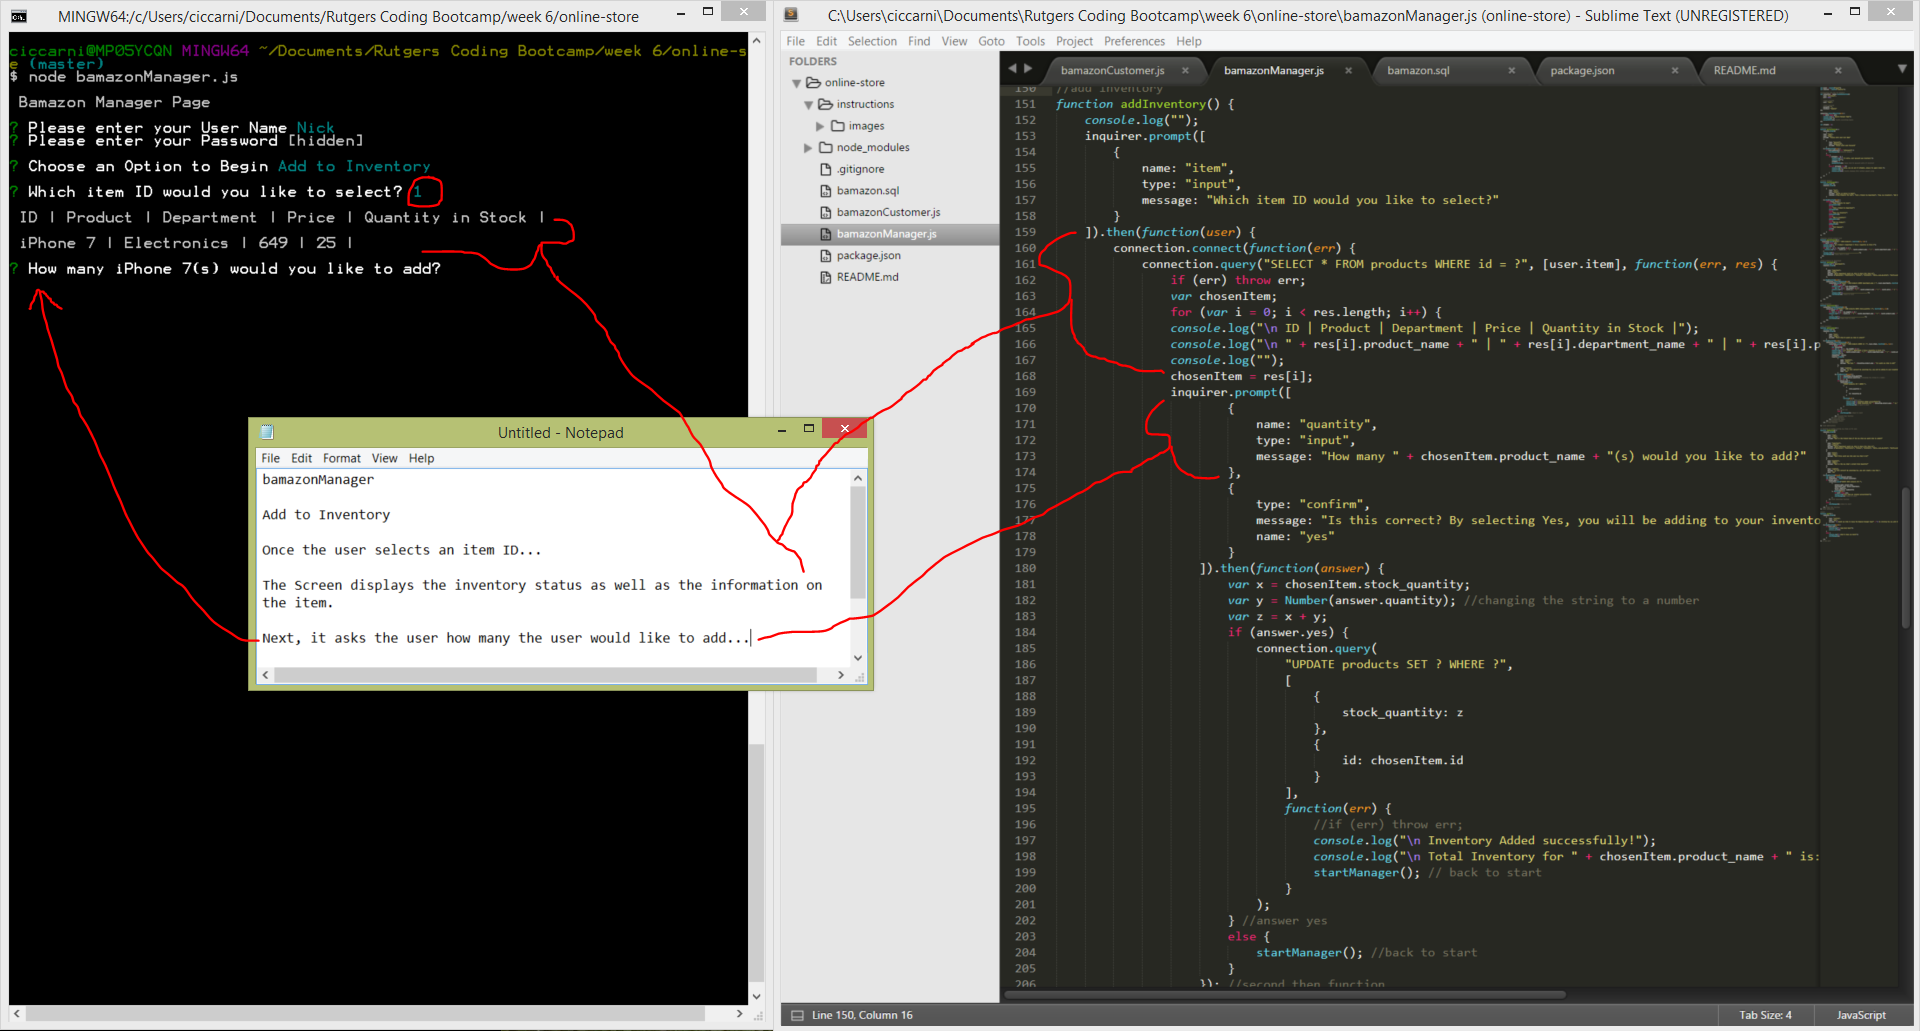 MINGW64:/c/Users/ciccarni/Documents/Rutgers Coding Bootcamp/week 6/online-store
ciccarni@MP05YCQN MINGW64 ~/Documents/Rutgers Coding Bootcamp/week 6/online-s
e (master)
$ node bamazonManager.js
Bamazon Manager Page
? Please enter your User Name Nick
? Please enter your Password [hidden]
? Choose an Option to Begin Add to Inventory
? Which item ID would you like to select? 1
ID | Product | Department | Price | Quantity in Stock |
iPhone 7 | Electronics | 649 | 25 |
? How many iPhone 7(s) would you like to add?
Untitled - Notepad
File Edit Format View Help
bamazonManager
Add to Inventory
Once the user selects an item ID...
The Screen displays the inventory status as well as the information on
the item.
Next, it asks the user how many the user would like to add...
C:\Users\ciccarni\Documents\Rutgers Coding Bootcamp\week 6\online-store\bamazonManager.js (online-store) - Sublime Text (UNREGISTERED)
File Edit Selection Find View Goto Tools Project Preferences Help
FOLDERS
online-store
instructions
images
node_modules
.gitignore
bamazon.sql
bamazonCustomer.js
bamazonManager.js
package.json
README.md
bamazonCustomer.js bamazonManager.js bamazon.sql package.json README.md
150 //add inventory
151 function addInventory() {
152 console.log("");
153 inquirer.prompt([
154 {
155 name: "item",
156 type: "input",
157 message: "Which item ID would you like to select?"
158 }
159 ]).then(function(user) {
160 connection.connect(function(err) {
161 connection.query("SELECT * FROM products WHERE id = ?", [user.item], function(err, res) {
162 if (err) throw err;
163 var chosenItem;
164 for (var i = 0; i < res.length; i++) {
165 console.log("\n ID | Product | Department | Price | Quantity in Stock |");
166 console.log("\n " + res[i].product_name + " | " + res[i].department_name + " | " + res[i].p
167 console.log("");
168 chosenItem = res[i];
169 inquirer.prompt([
170 {
171 name: "quantity",
172 type: "input",
173 message: "How many " + chosenItem.product_name + "(s) would you like to add?"
174 },
175 {
176 type: "confirm",
177 message: "Is this correct? By selecting Yes, you will be adding to your invento
178 name: "yes"
179 }
180 ]).then(function(answer) {
181 var x = chosenItem.stock_quantity;
182 var y = Number(answer.quantity); //changing the string to a number
183 var z = x + y;
184 if (answer.yes) {
185 connection.query(
186 "UPDATE products SET ? WHERE ?",
187 [
188 {
189 stock_quantity: z
190 },
191 {
192 id: chosenItem.id
193 }
194 ],
195 function(err) {
196 //if (err) throw err;
197 console.log("\n Inventory Added successfully!");
198 console.log("\n Total Inventory for " + chosenItem.product_name + " is:
199 startManager(); // back to start
200 }
201 );
202 } //answer yes
203 else {
204 startManager(); //back to start
205 }
206 }); //second then function
Line 150, Column 16
Tab Size: 4
JavaScript